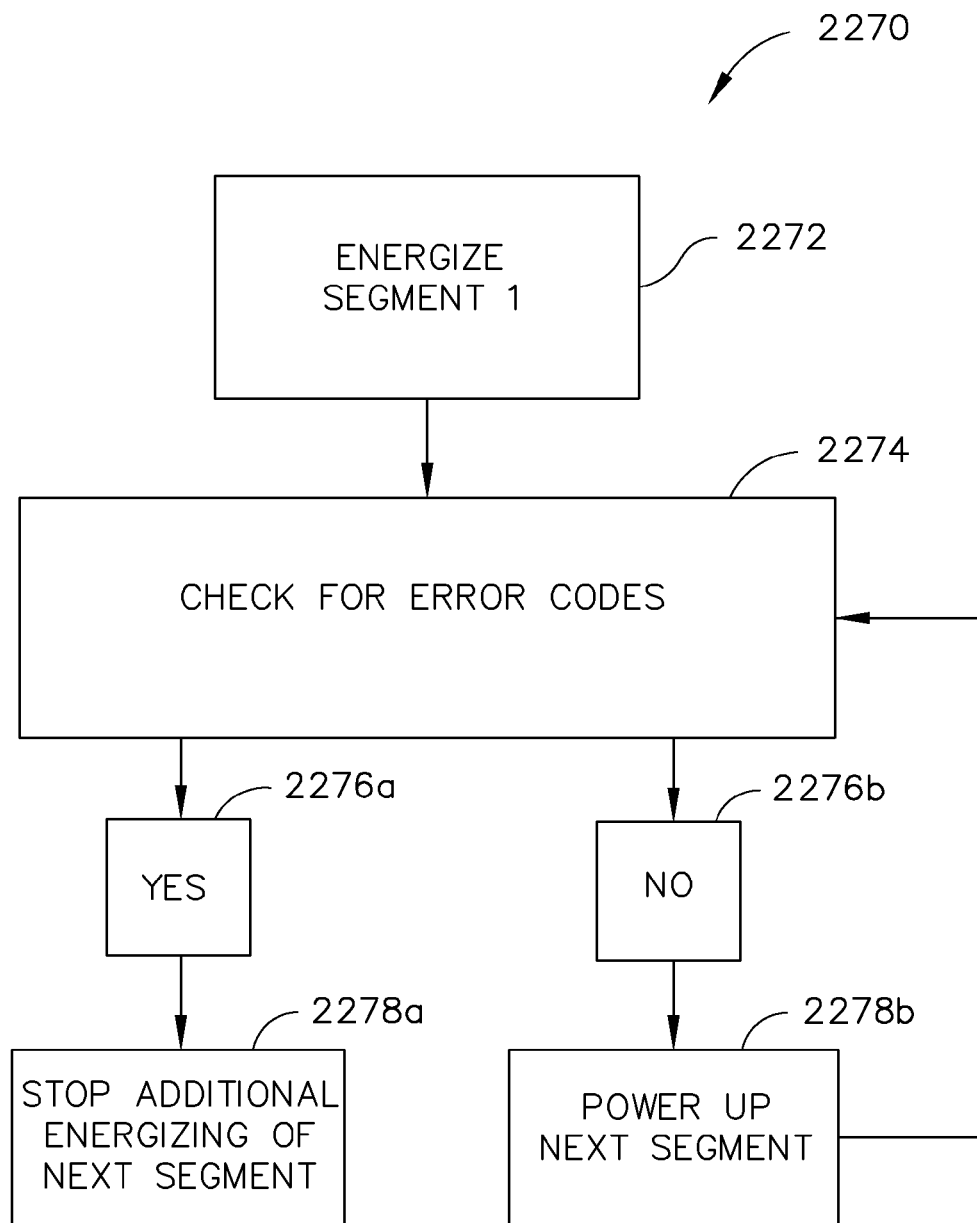 2270
ENERGIZE
SEGMENT 1
2272
2274
CHECK FOR ERROR CODES
2276a
2276b
YES
NO
2278a
2278b
STOP ADDITIONAL
ENERGIZING OF
NEXT SEGMENT
POWER UP
NEXT SEGMENT